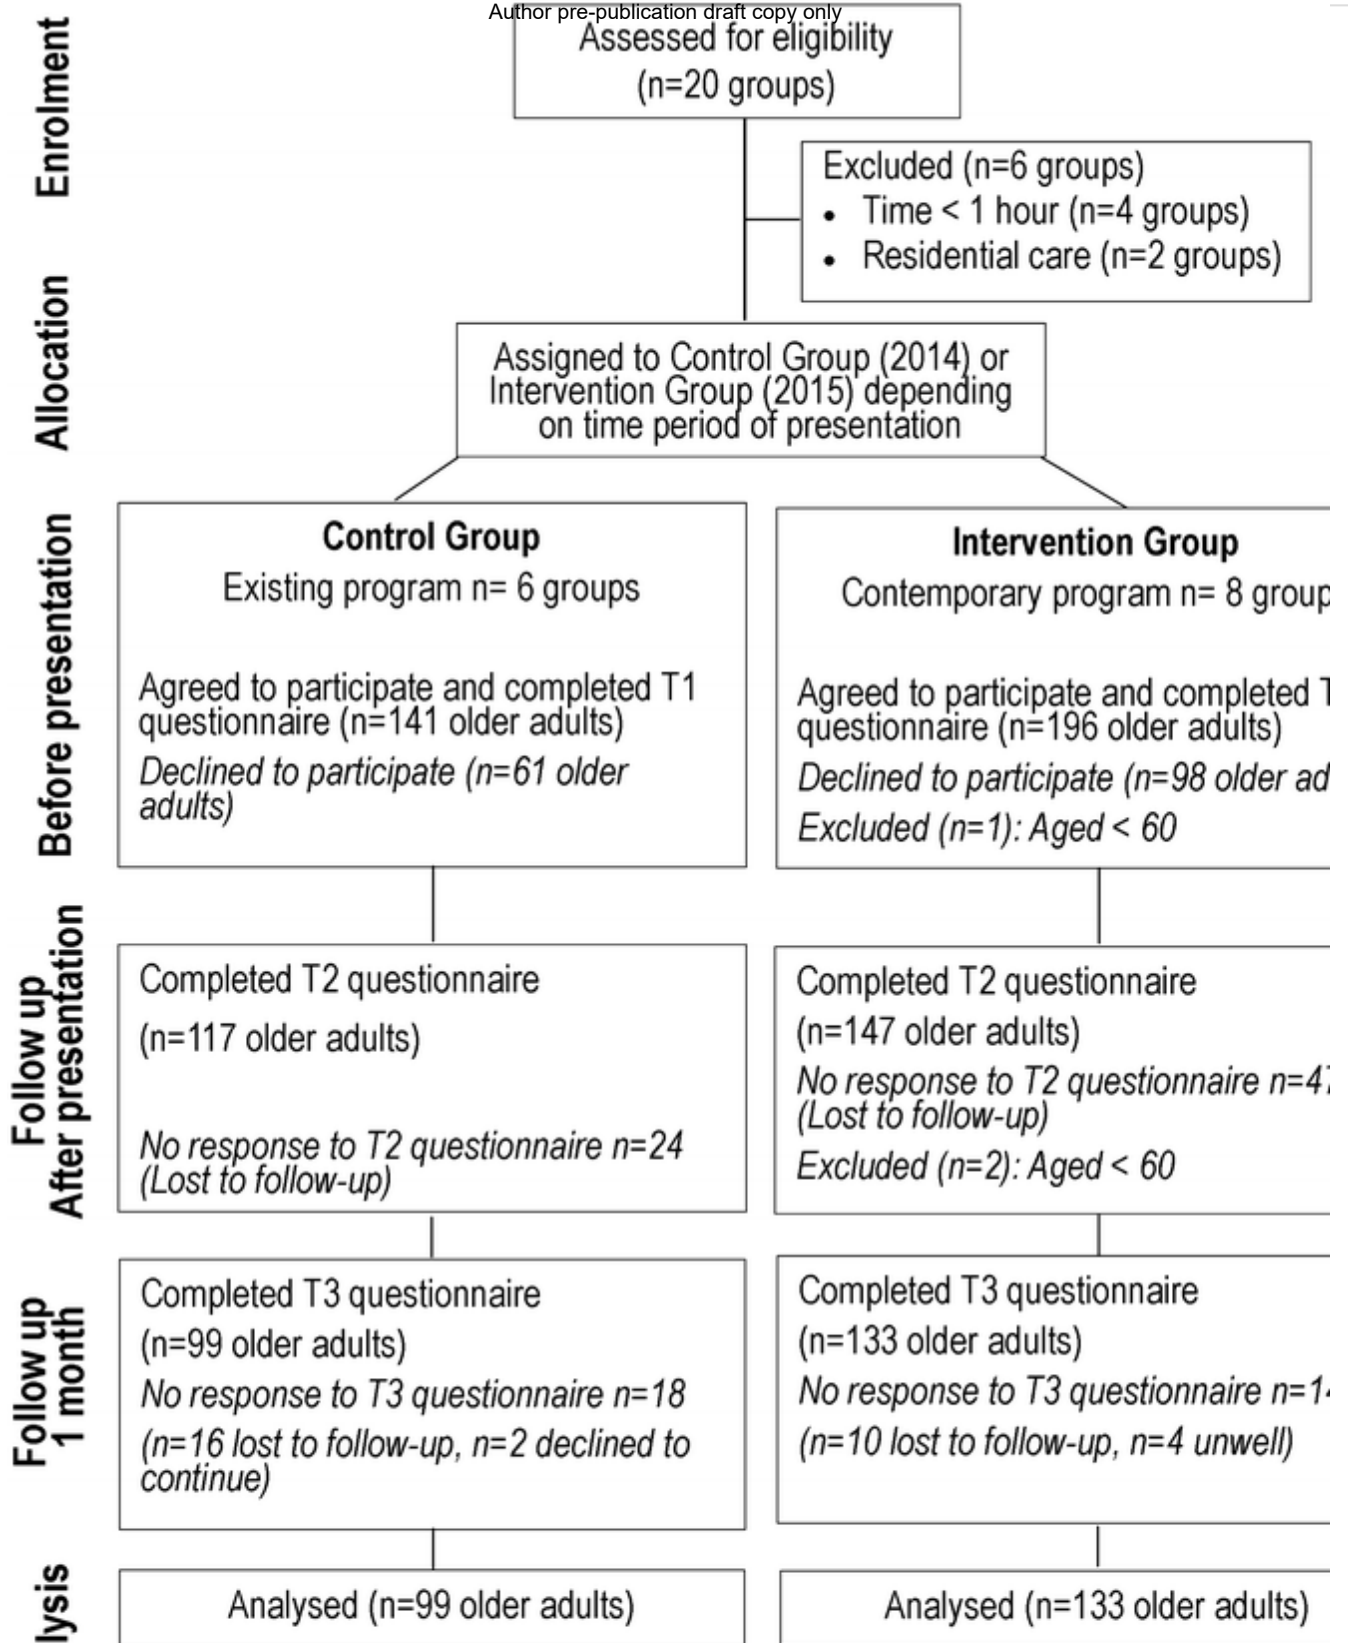 Author pre-publication draft copy only
Enrolment
Assessed for eligibility
(n=20 groups)
Excluded (n=6 groups)
• Time < 1 hour (n=4 groups)
• Residential care (n=2 groups)
Allocation
Assigned to Control Group (2014) or
Intervention Group (2015) depending
on time period of presentation
Before presentation
Control Group
Existing program n= 6 groups
Agreed to participate and completed T1
questionnaire (n=141 older adults)
Declined to participate (n=61 older
adults)
Intervention Group
Contemporary program n= 8 group
Agreed to participate and completed T
questionnaire (n=196 older adults)
Declined to participate (n=98 older ad
Excluded (n=1): Aged < 60
Follow up
After presentation
Completed T2 questionnaire
(n=117 older adults)
No response to T2 questionnaire n=24
(Lost to follow-up)
Completed T2 questionnaire
(n=147 older adults)
No response to T2 questionnaire n=47
(Lost to follow-up)
Excluded (n=2): Aged < 60
Follow up
1 month
Completed T3 questionnaire
(n=99 older adults)
No response to T3 questionnaire n=18
(n=16 lost to follow-up, n=2 declined to
continue)
Completed T3 questionnaire
(n=133 older adults)
No response to T3 questionnaire n=14
(n=10 lost to follow-up, n=4 unwell)
lysis
Analysed (n=99 older adults)
Analysed (n=133 older adults)